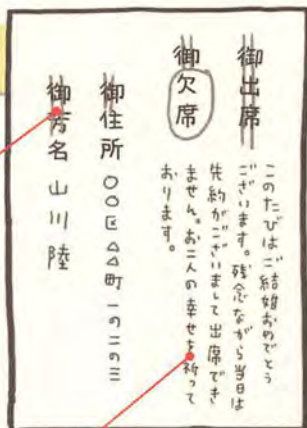 御出席
このたびはご結婚おめでとう
ございます。残念ながら当日は
先約がございまして出席でき
ません。お二人の幸せを祈って
おります。
御欠席
御住所 〇〇区△△町一の二の三
御芳名 山川陸